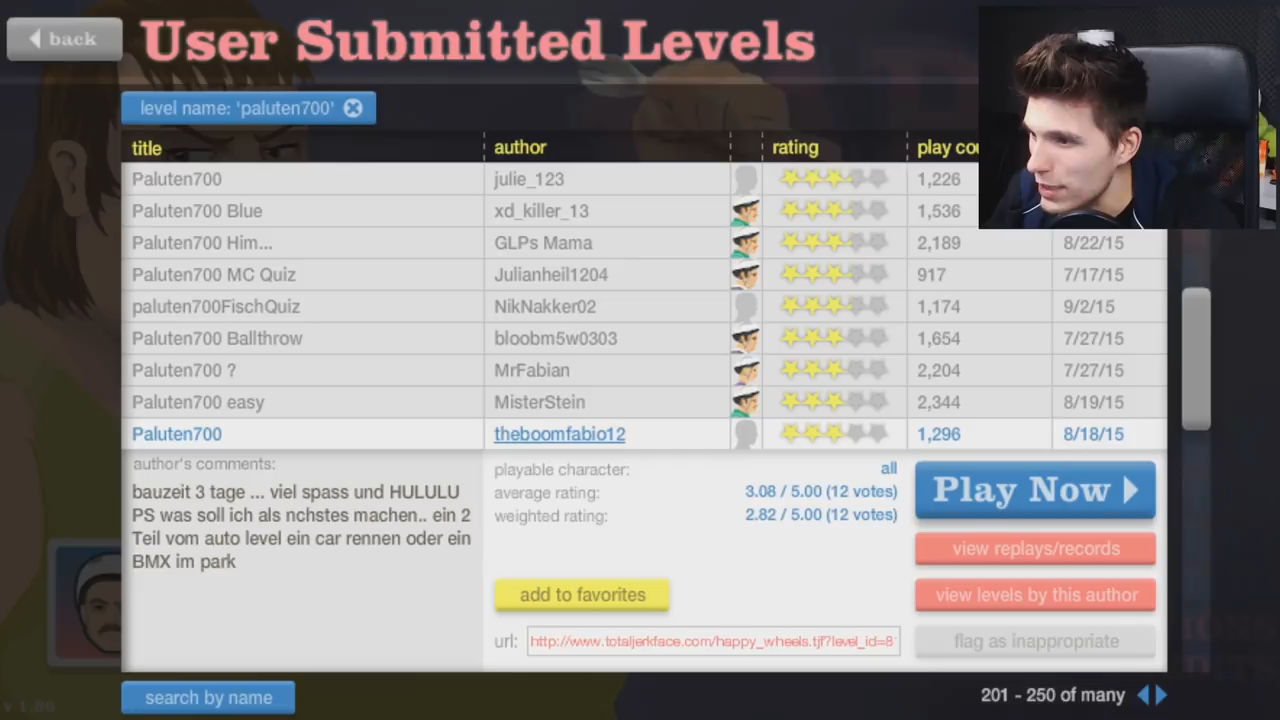 back
User Submitted Levels
level name: 'paluten700'
title author rating play cou
Paluten700 julie_123 1,226
Paluten700 Blue xd_killer_13 1,536
Paluten700 Him... GLPs Mama 2,189 8/22/15
Paluten700 MC Quiz Julianheil1204 917 7/17/15
paluten700FischQuiz NikNakker02 1,174 9/2/15
Paluten700 Ballthrow bloobm5w0303 1,654 7/27/15
Paluten700 ? MrFabian 2,204 7/27/15
Paluten700 easy MisterStein 2,344 8/19/15
Paluten700 theboomfabio12 1,296 8/18/15
author's comments:
bauzeit 3 tage ... viel spass und HULULU
PS was soll ich als nchstes machen.. ein 2
Teil vom auto level ein car rennen oder ein
BMX im park
playable character: all
average rating: 3.08 / 5.00 (12 votes)
weighted rating: 2.82 / 5.00 (12 votes)
add to favorites
url: http://www.totaljerkface.com/happy_wheels.tjf?level_id=8
Play Now
view replays/records
view levels by this author
flag as inappropriate
search by name
201 - 250 of many
v 1.86